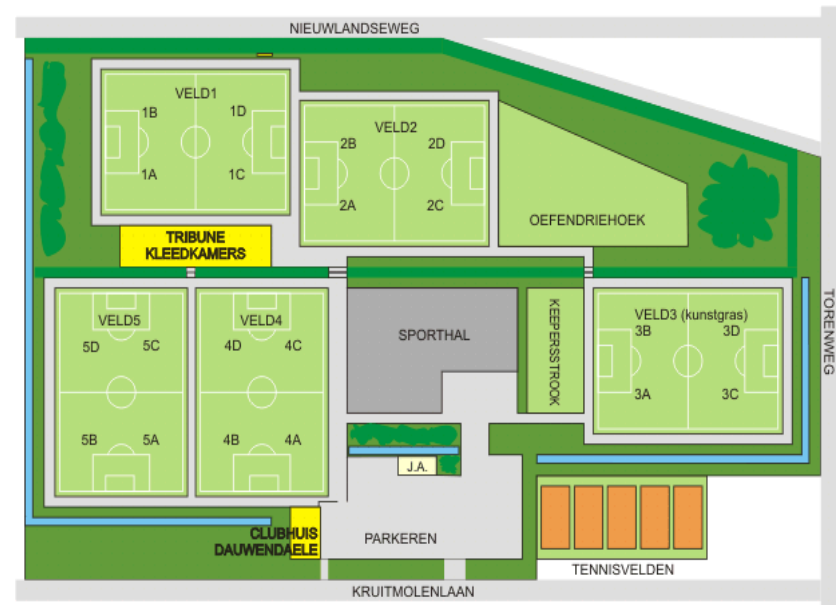 NIEUWLANDSEWEG
VELD1
1B
1D
1A
1C
VELD2
2B
2D
2A
2C
OEFENDRIEHOEK
TRIBUNE
KLEEDKAMERS
VELD5
5D
5C
5B
5A
VELD4
4D
4C
4B
4A
SPORTHAL
KEEPERSSTROOK
VELD3 (kunstgras)
3B
3D
3A
3C
TORENWEG
J.A.
CLUBHUIS
DAUWENDAELE
PARKEREN
TENNISVELDEN
KRUITMOLENLAAN